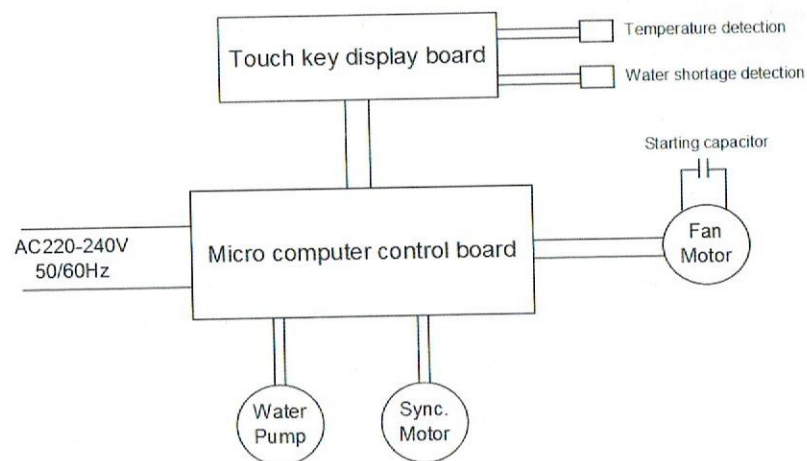 Touch key display board
Temperature detection
Water shortage detection
Starting capacitor
AC220-240V
50/60Hz
Micro computer control board
Fan
Motor
Water
Pump
Sync.
Motor